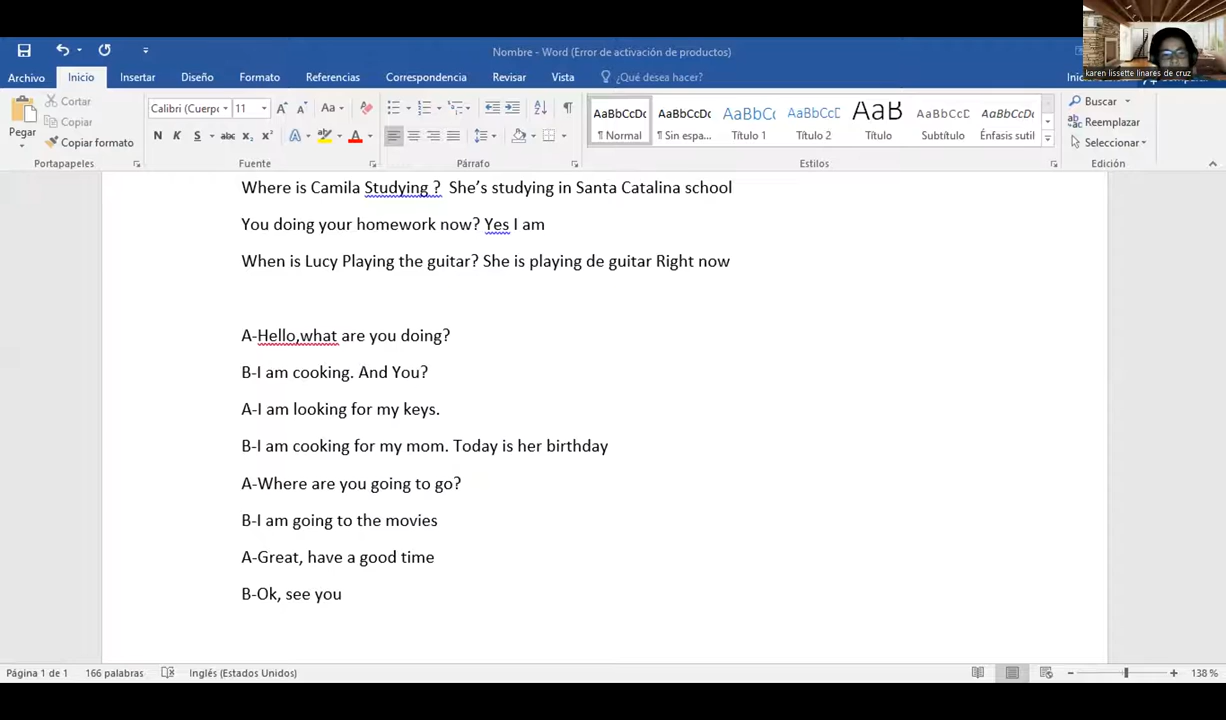 Nombre - Word (Error de activación de productos)
karen lissette linares de cruz
Archivo Inicio Insertar Diseño Formato Referencias Correspondencia Revisar Vista ¿Qué desea hacer?
Pegar
Cortar
Copiar
Copiar formato
Portapapeles
Calibri (Cuerpo 11
N K S abc x₂ x²
Fuente
Párrafo
AaBbCcDc AaBbCcDc AaBbCc AaBbCcD AaB AaBbCcD AaBbCcDc
¶ Normal ¶ Sin espa... Título 1 Título 2 Título Subtítulo Énfasis sutil
Estilos
Buscar
Reemplazar
Seleccionar
Edición
Where is Camila Studying ? She’s studying in Santa Catalina school
You doing your homework now? Yes I am
When is Lucy Playing the guitar? She is playing de guitar Right now
A-Hello,what are you doing?
B-I am cooking. And You?
A-I am looking for my keys.
B-I am cooking for my mom. Today is her birthday
A-Where are you going to go?
B-I am going to the movies
A-Great, have a good time
B-Ok, see you
Página 1 de 1 166 palabras Inglés (Estados Unidos) 138 %